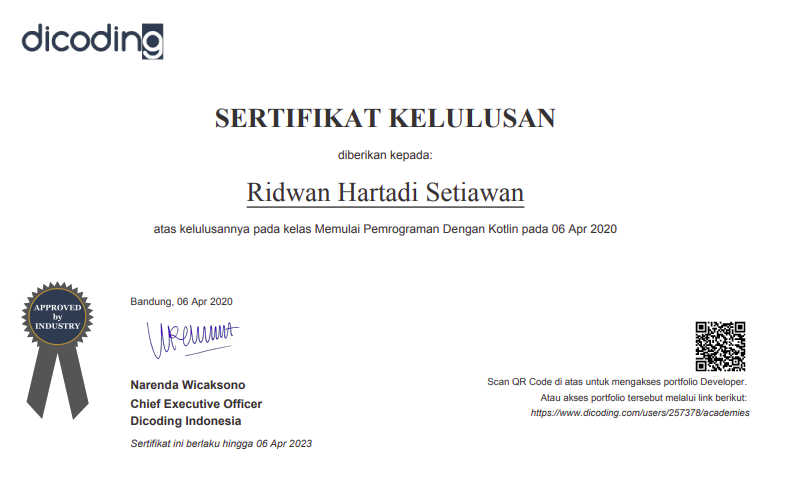 dicoding
SERTIFIKAT KELULUSAN
diberikan kepada:
Ridwan Hartadi Setiawan
atas kelulusannya pada kelas Memulai Pemrograman Dengan Kotlin pada 06 Apr 2020
APPROVED
by
INDUSTRY
Bandung, 06 Apr 2020
Narenda Wicaksono
Chief Executive Officer
Dicoding Indonesia
Sertifikat ini berlaku hingga 06 Apr 2023
Scan QR Code di atas untuk mengakses portfolio Developer.
Atau akses portfolio tersebut melalui link berikut:
https://www.dicoding.com/users/257378/academies